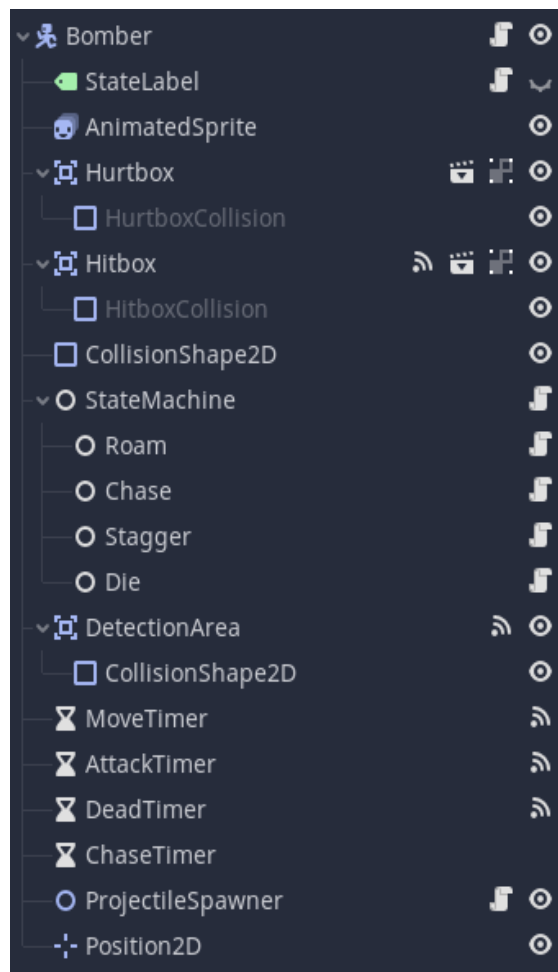 Bomber
StateLabel
AnimatedSprite
Hurtbox
HurtboxCollision
Hitbox
HitboxCollision
CollisionShape2D
StateMachine
Roam
Chase
Stagger
Die
DetectionArea
CollisionShape2D
MoveTimer
AttackTimer
DeadTimer
ChaseTimer
ProjectileSpawner
Position2D